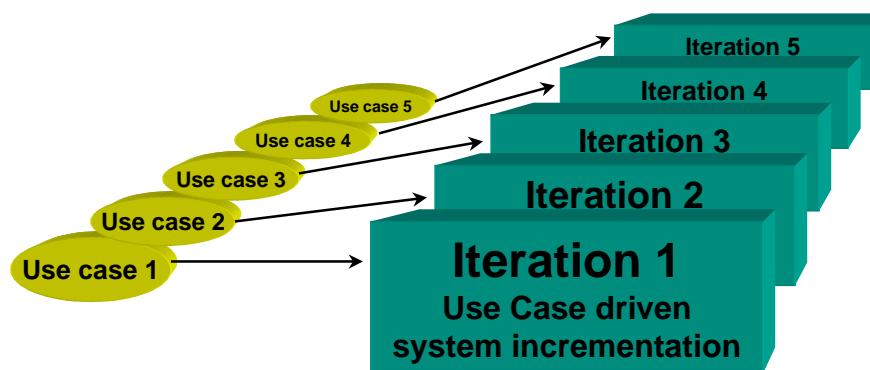 Iteration 5
Iteration 4
Use case 5
Use case 4
Iteration 3
Use case 3
Iteration 2
Use case 2
Iteration 1
Use case 1
Use Case driven
system incrementation